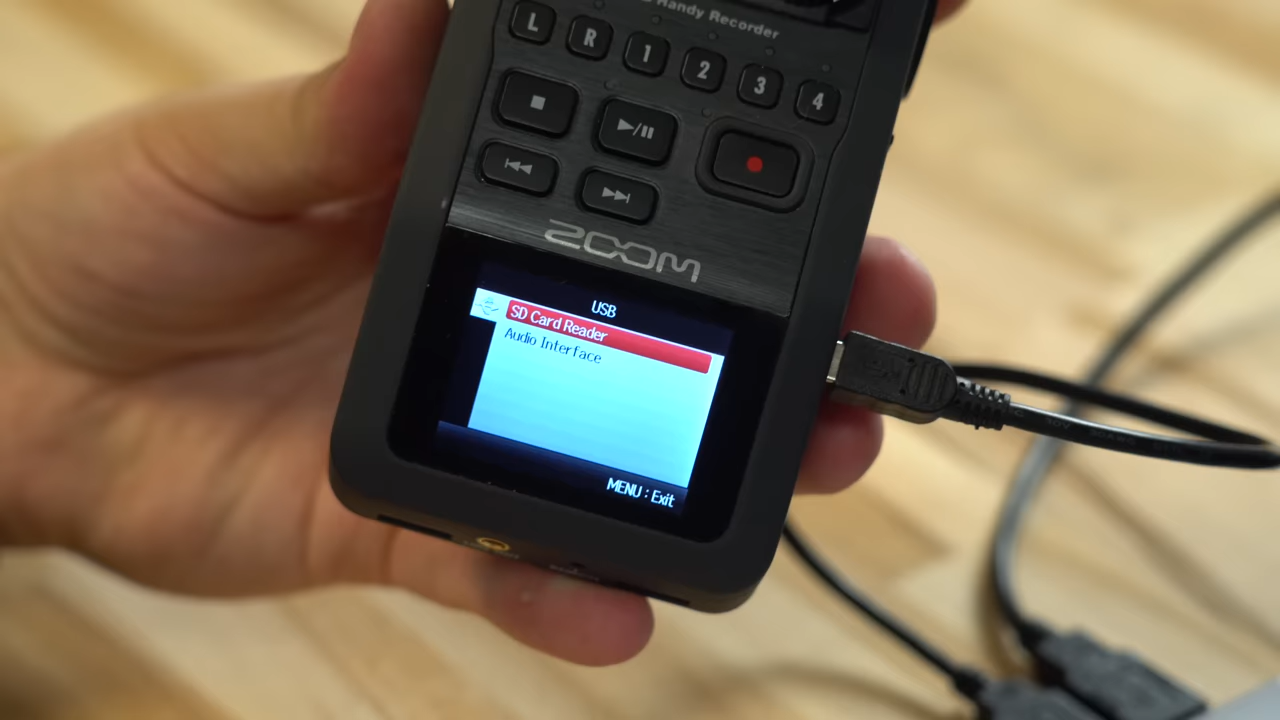 Handy Recorder
L R 1 2 3 4
ZOOM
USB
SD Card Reader
Audio Interface
MENU : Exit